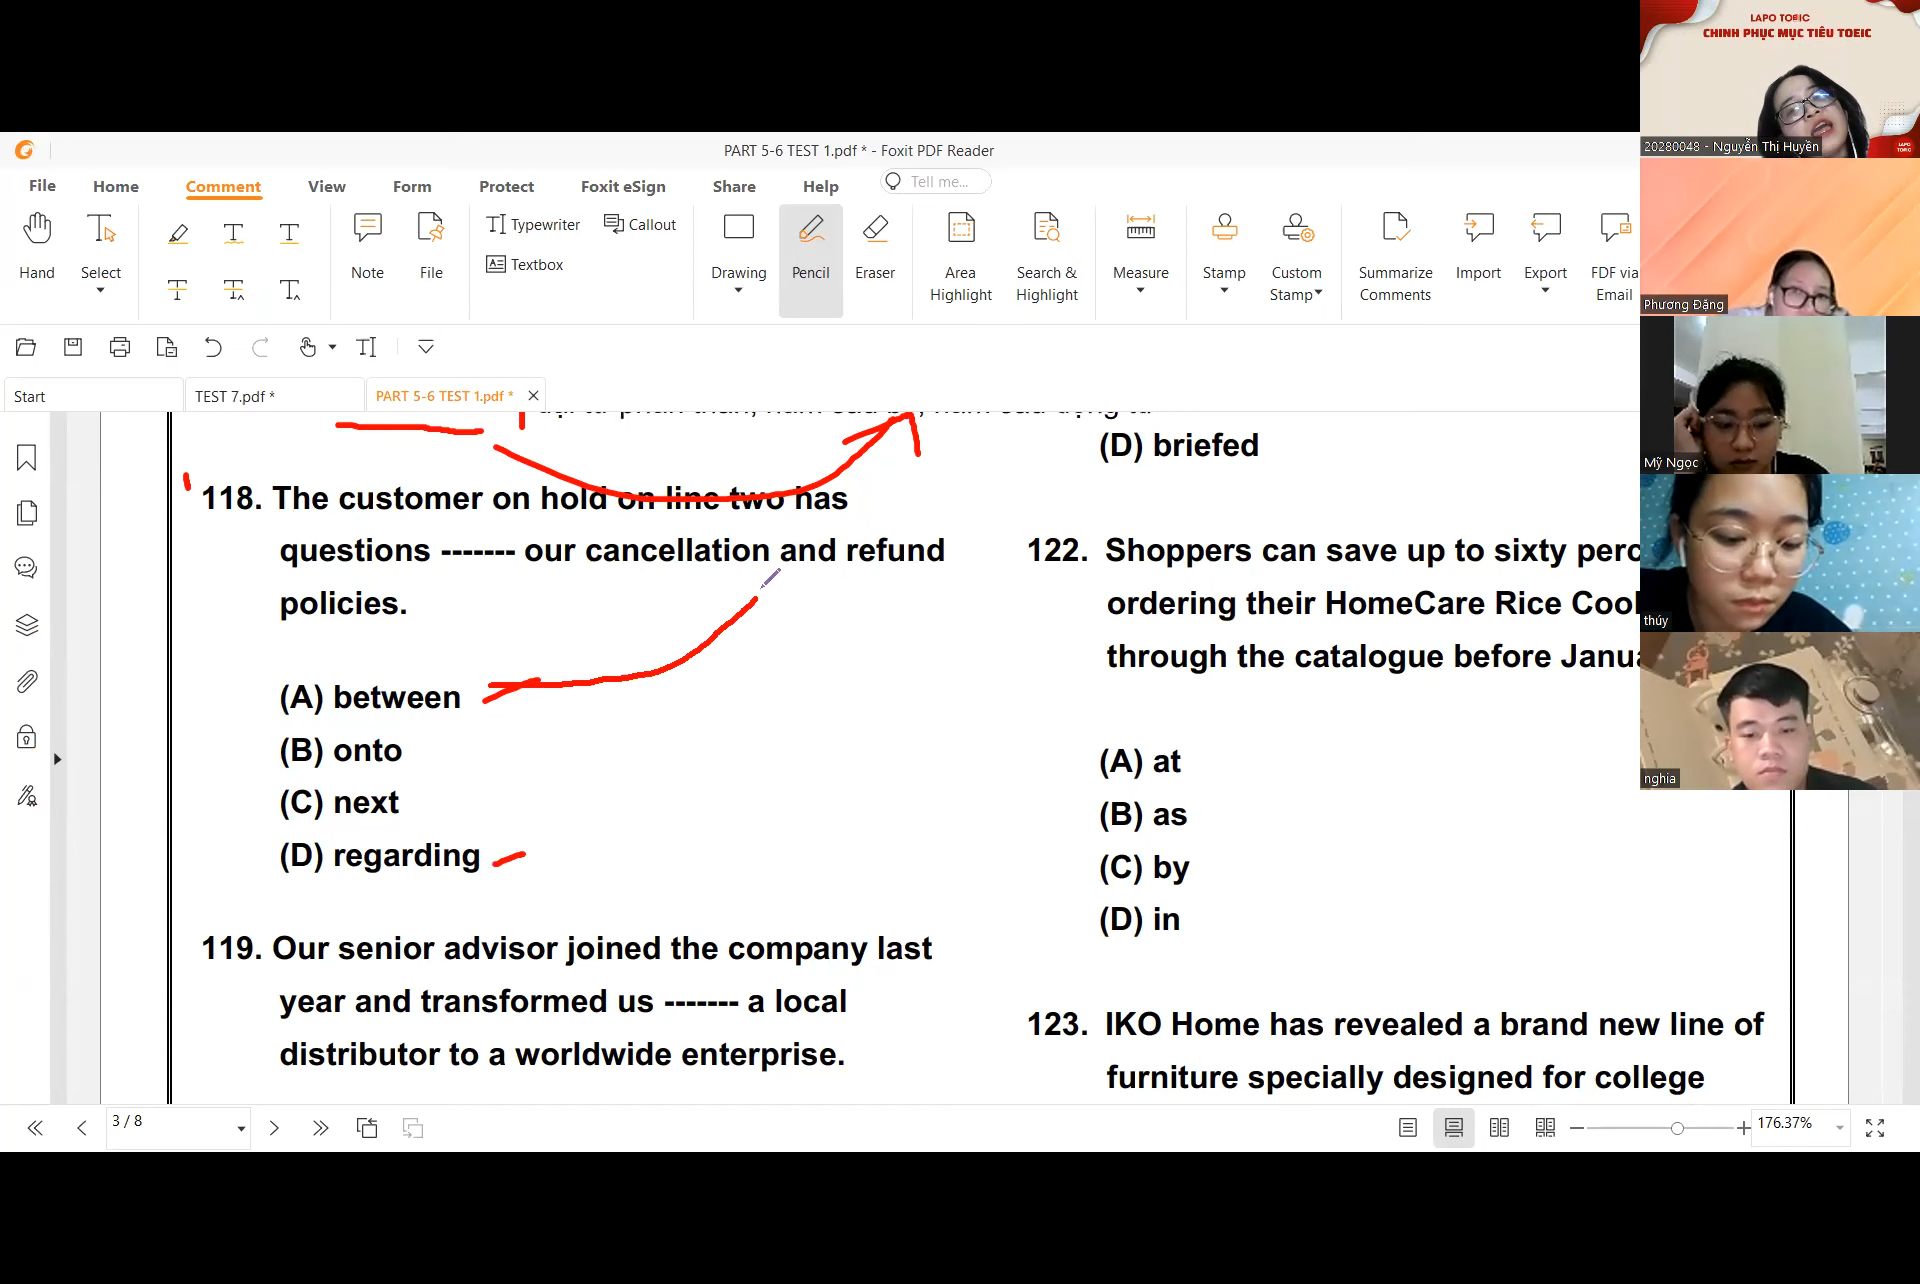 LAPO TOEIC
CHINH PHỤC MỤC TIÊU TOEIC
20280048 - Nguyễn Thị Huyền
Phương Đặng
Mỹ Ngọc
thúy
nghia
PART 5-6 TEST 1.pdf * - Foxit PDF Reader
File Home Comment View Form Protect Foxit eSign Share Help Tell me...
Hand Select Note File Typewriter Callout Textbox Drawing Pencil Eraser Area Highlight Search & Highlight Measure Stamp Custom Stamp Summarize Comments Import Export FDF via Email
Start TEST 7.pdf * PART 5-6 TEST 1.pdf *
118. The customer on hold on line two has
questions ------- our cancellation and refund
policies.
(A) between
(B) onto
(C) next
(D) regarding
119. Our senior advisor joined the company last
year and transformed us ------- a local
distributor to a worldwide enterprise.
(D) briefed
122. Shoppers can save up to sixty perc
ordering their HomeCare Rice Cool
through the catalogue before Janua
(A) at
(B) as
(C) by
(D) in
123. IKO Home has revealed a brand new line of
furniture specially designed for college
3 / 8
176.37%